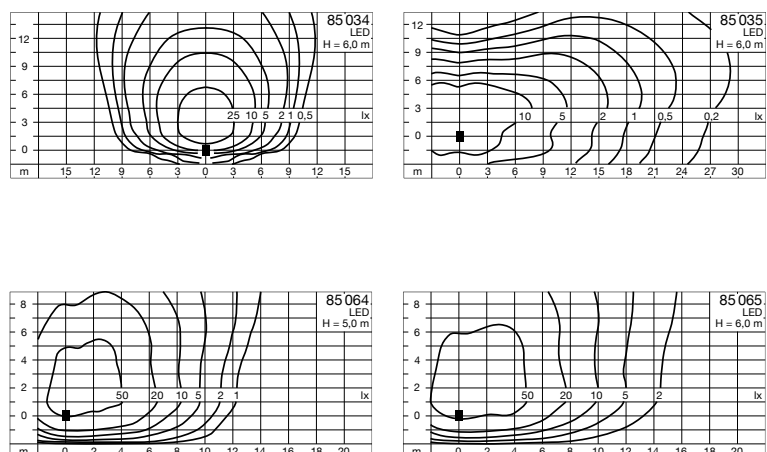 85 034
LED
H = 6,0 m
12
9
6
3
0
25 10 5 2 1 0,5 lx
m 15 12 9 6 3 0 3 6 9 12 15
85 035
LED
H = 6,0 m
12
9
6
3
0
10 5 2 1 0,5 0,2 lx
m 0 3 6 9 12 15 18 21 24 27 30
85 064
LED
H = 5,0 m
8
6
4
2
0
50 20 10 5 2 1 lx
m 0 2 4 6 8 10 12 14 16 18 20
85 065
LED
H = 6,0 m
8
6
4
2
0
50 20 10 5 2 lx
m 0 2 4 6 8 10 12 14 16 18 20